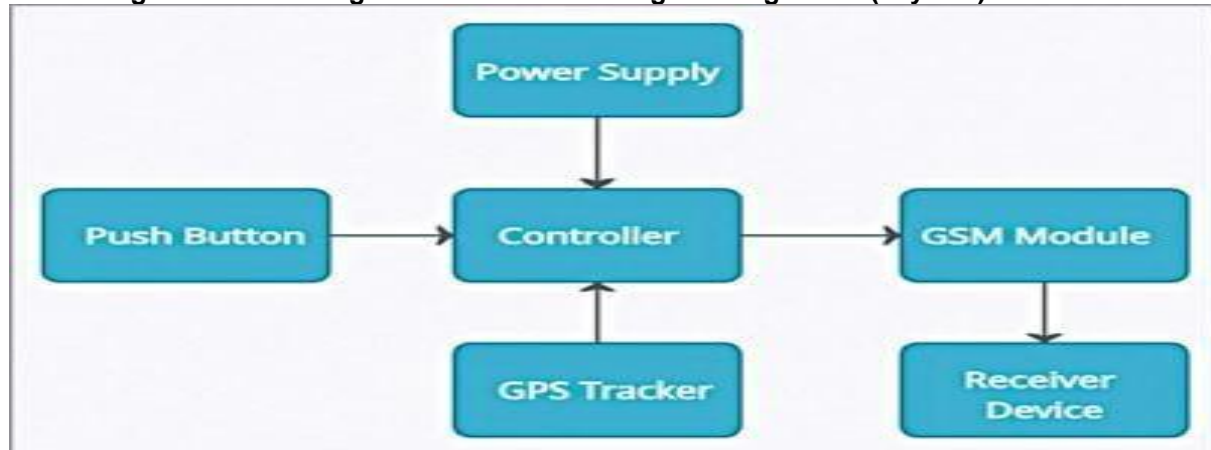 Power Supply
Push Button
Controller
GSM Module
GPS Tracker
Receiver
Device